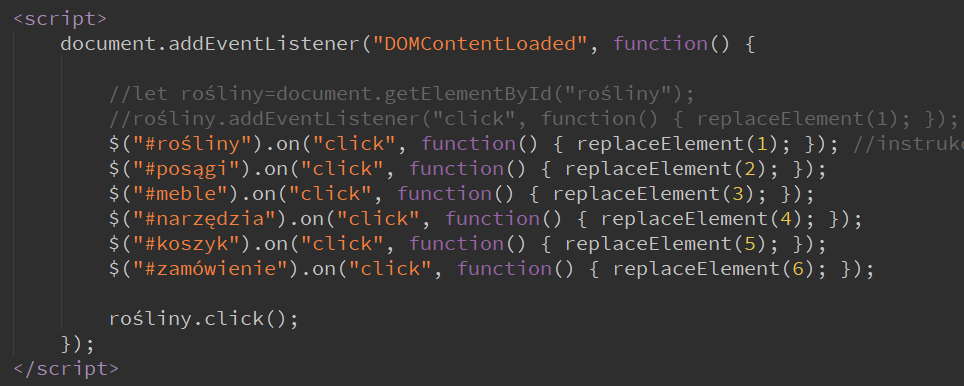 <script>
document.addEventListener("DOMContentLoaded", function() {
//let rośliny=document.getElementById("rośliny");
//rośliny.addEventListener("click", function() { replaceElement(1); });
$("#rośliny").on("click", function() { replaceElement(1); }); //instruk
$("#posągi").on("click", function() { replaceElement(2); });
$("#meble").on("click", function() { replaceElement(3); });
$("#narzędzia").on("click", function() { replaceElement(4); });
$("#koszyk").on("click", function() { replaceElement(5); });
$("#zamówienie").on("click", function() { replaceElement(6); });
rośliny.click();
});
</script>